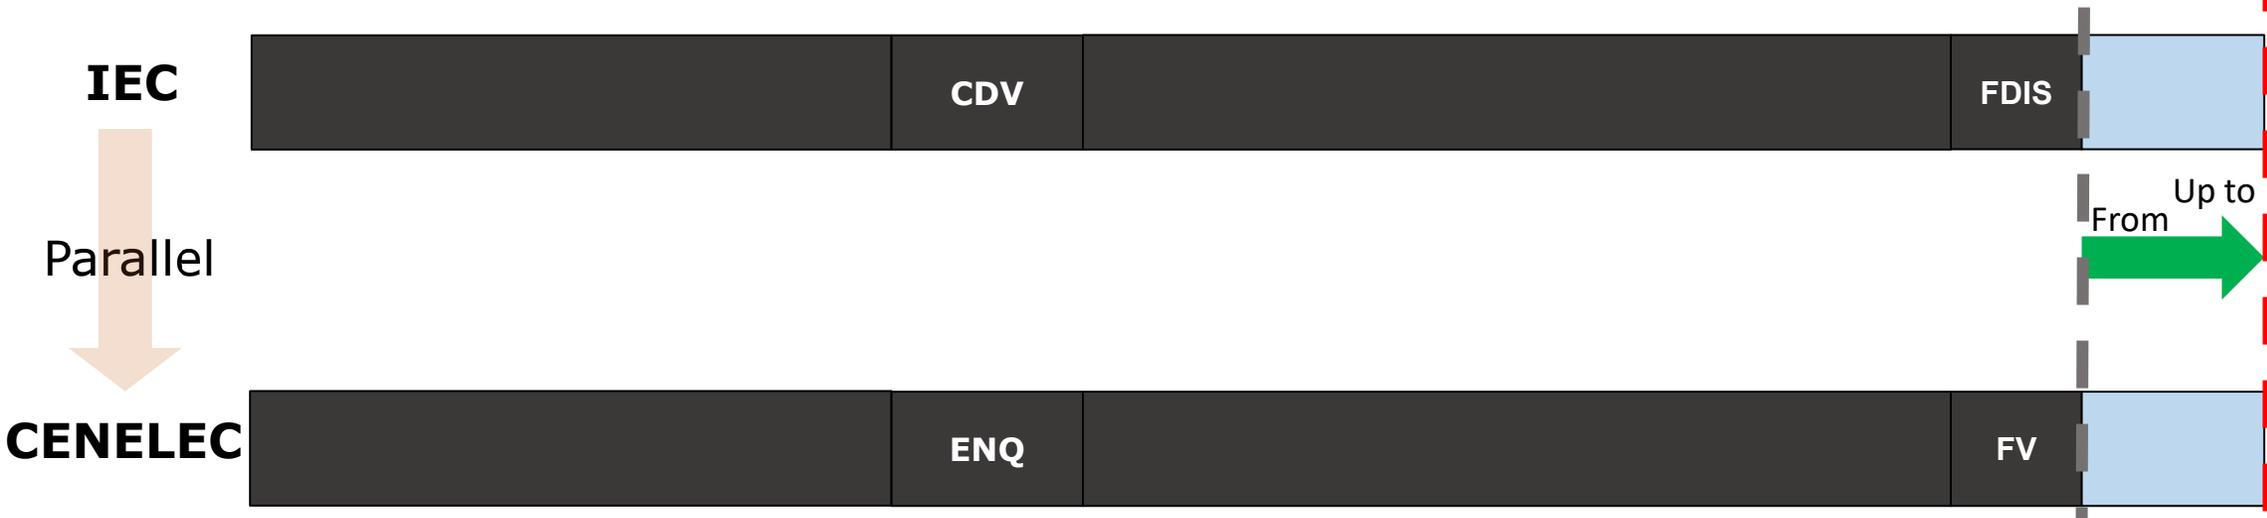 IEC
CDV
FDIS
Up to
From
Parallel
CENELEC
ENQ
FV